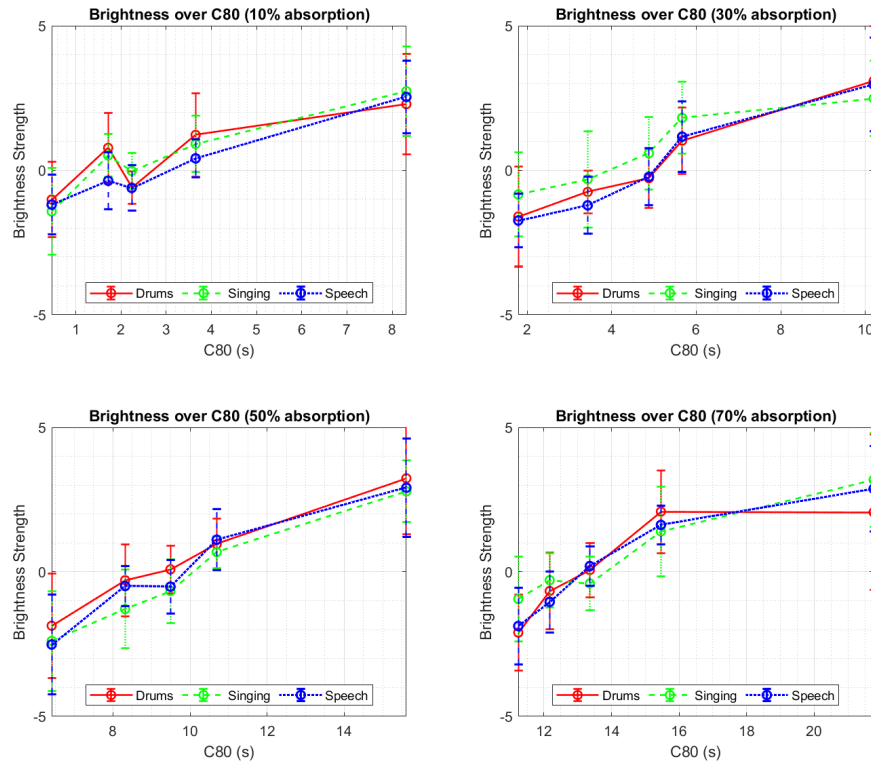 Brightness over C80 (10% absorption)
5
0
-5
Brightness Strength
1 2 3 4 5 6 7 8
C80 (s)
Drums Singing Speech
Brightness over C80 (30% absorption)
5
0
-5
Brightness Strength
2 4 6 8 10
C80 (s)
Drums Singing Speech
Brightness over C80 (50% absorption)
5
0
-5
Brightness Strength
8 10 12 14
C80 (s)
Drums Singing Speech
Brightness over C80 (70% absorption)
5
0
-5
Brightness Strength
12 14 16 18 20
C80 (s)
Drums Singing Speech